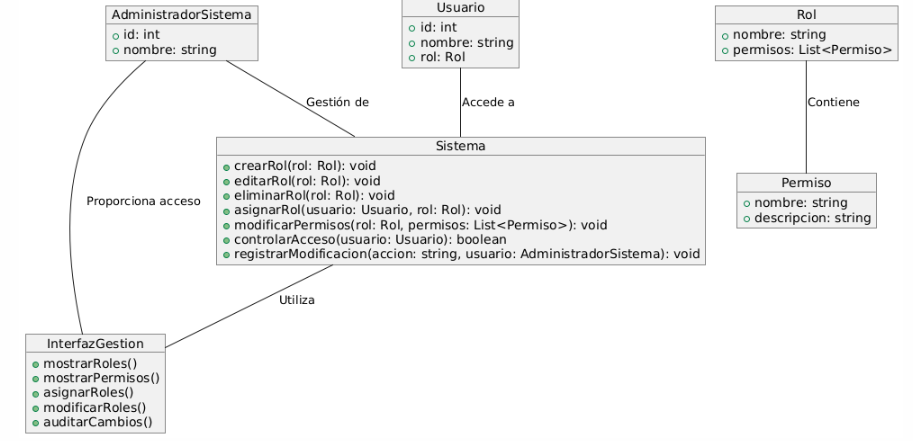 AdministradorSistema
id: int
nombre: string
Usuario
id: int
nombre: string
rol: Rol
Rol
nombre: string
permisos: List<Permiso>
Gestión de
Accede a
Contiene
Sistema
crearRol(rol: Rol): void
editarRol(rol: Rol): void
eliminarRol(rol: Rol): void
asignarRol(usuario: Usuario, rol: Rol): void
modificarPermisos(rol: Rol, permisos: List<Permiso>): void
controlarAcceso(usuario: Usuario): boolean
registrarModificacion(accion: string, usuario: AdministradorSistema): void
Permiso
nombre: string
descripcion: string
Proporciona acceso
Utiliza
InterfazGestion
mostrarRoles()
mostrarPermisos()
asignarRoles()
modificarRoles()
auditarCambios()